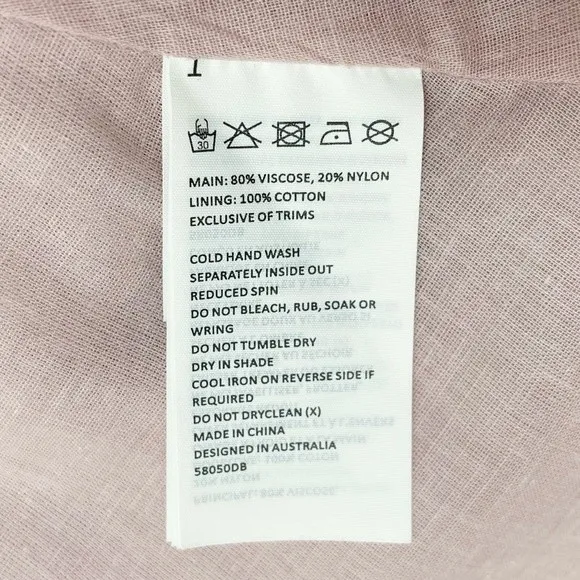 30
MAIN: 80% VISCOSE, 20% NYLON
LINING: 100% COTTON
EXCLUSIVE OF TRIMS
COLD HAND WASH
SEPARATELY INSIDE OUT
REDUCED SPIN
DO NOT BLEACH, RUB, SOAK OR
WRING
DO NOT TUMBLE DRY
DRY IN SHADE
COOL IRON ON REVERSE SIDE IF
REQUIRED
DO NOT DRYCLEAN (X)
MADE IN CHINA
DESIGNED IN AUSTRALIA
58050DB